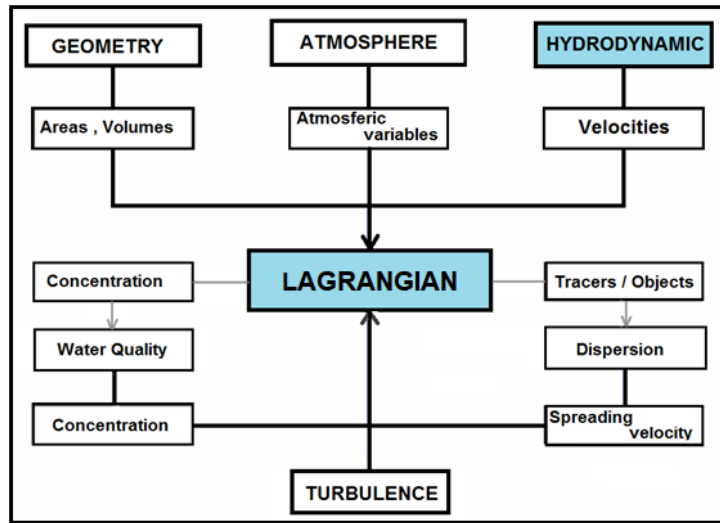 GEOMETRY
ATMOSPHERE
HYDRODYNAMIC
Areas , Volumes
Atmosferic
variables
Velocities
LAGRANGIAN
Concentration
Tracers / Objects
Water Quality
Dispersion
Concentration
Spreading
velocity
TURBULENCE